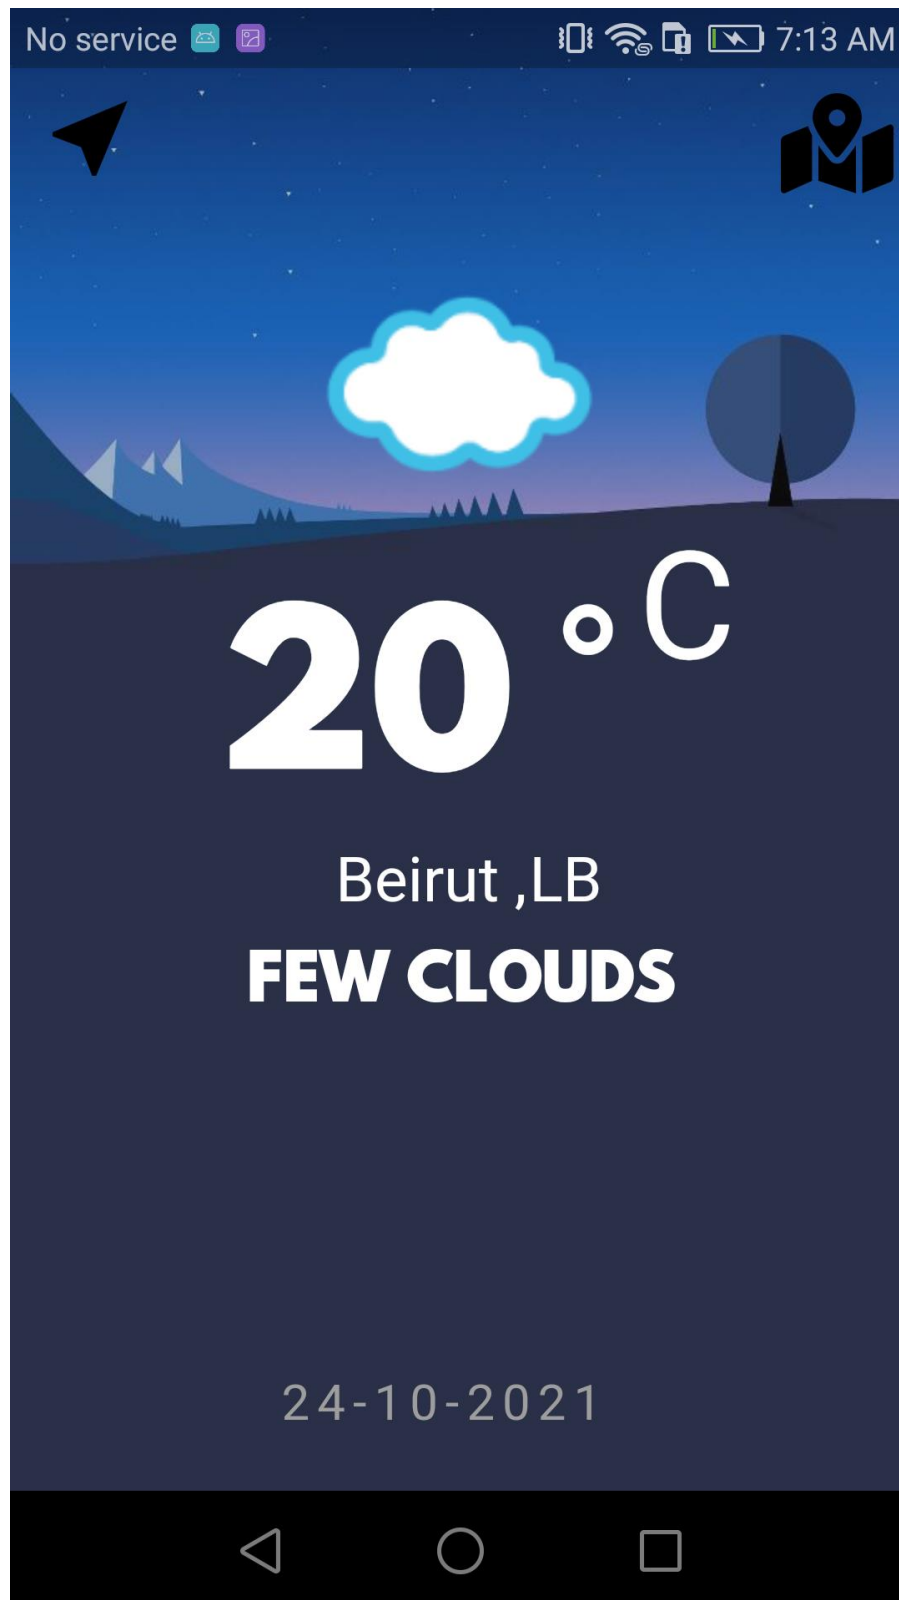 No service 7:13 AM
20 °C
Beirut ,LB
FEW CLOUDS
24-10-2021